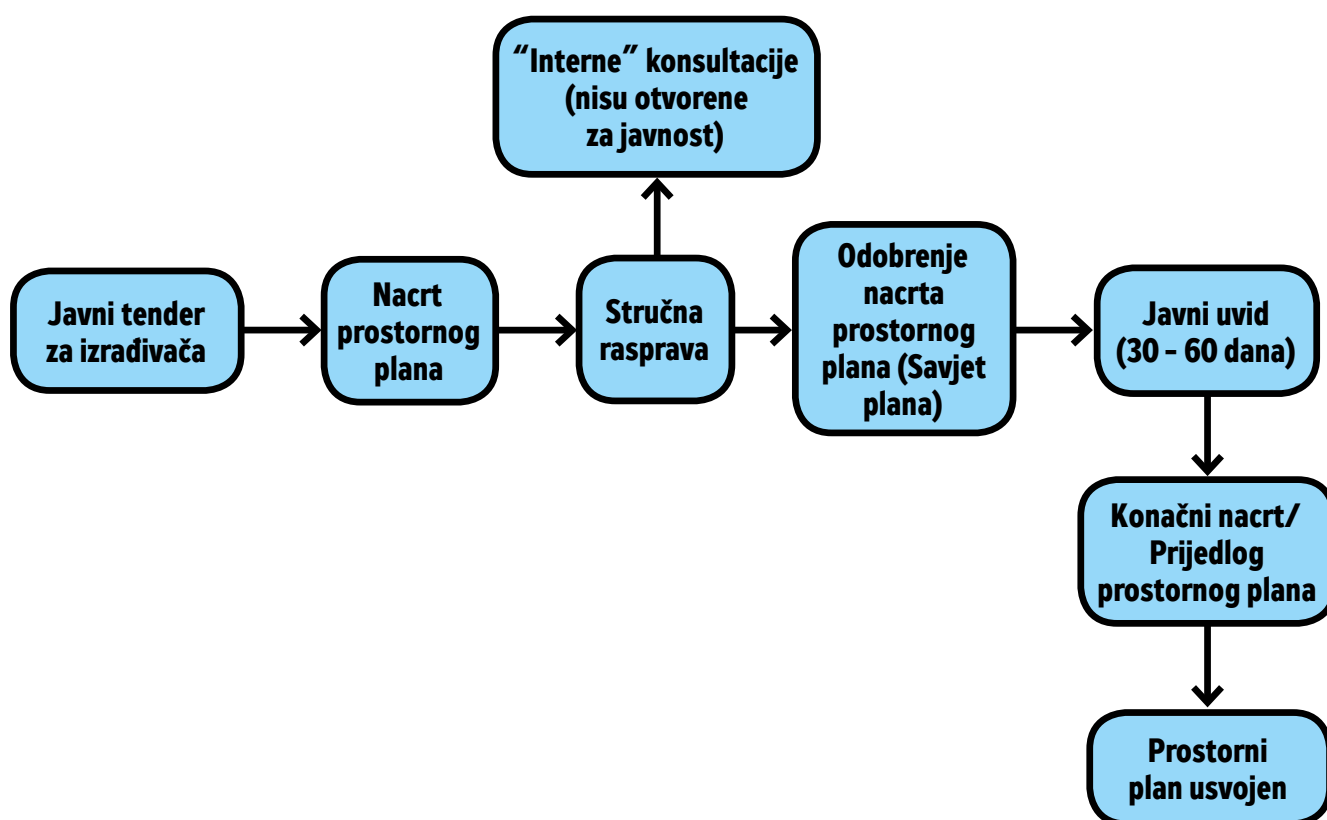 “Interne” konsultacije
(nisu otvorene
za javnost)
Javni tender
za izrađivača
Nacrt
prostornog
plana
Stručna
rasprava
Odobrenje
nacrta
prostornog
plana (Savjet
plana)
Javni uvid
(30 – 60 dana)
Konačni nacrt/
Prijedlog
prostornog plana
Prostorni
plan usvojen